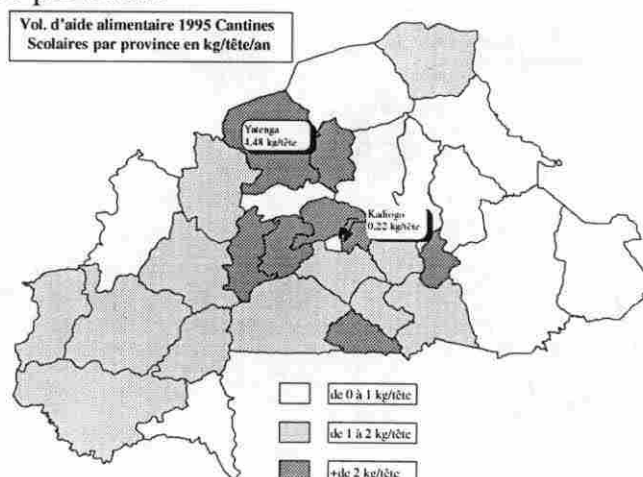 Vol. d'aide alimentaire 1995 Cantines
Scolaires par province en kg/tête/an
Yatenga
4.48 kg/tête
Kadiogo
0.22 kg/tête
de 0 à 1 kg/tête
de 1 à 2 kg/tête
+de 2 kg/tête